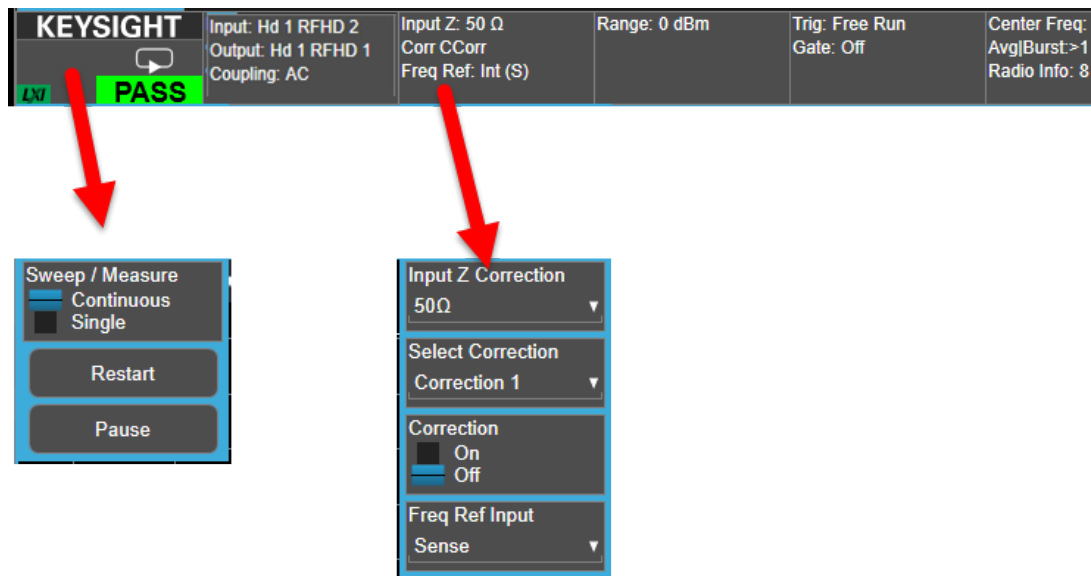 KEYSIGHT
LXI
PASS
Input: Hd 1 RFHD 2
Output: Hd 1 RFHD 1
Coupling: AC
Input Z: 50 Ω
Corr CCorr
Freq Ref: Int (S)
Range: 0 dBm
Trig: Free Run
Gate: Off
Center Freq:
Avg|Burst:>1
Radio Info: 8
Sweep / Measure
Continuous
Single
Restart
Pause
Input Z Correction
50Ω
Select Correction
Correction 1
Correction
On
Off
Freq Ref Input
Sense